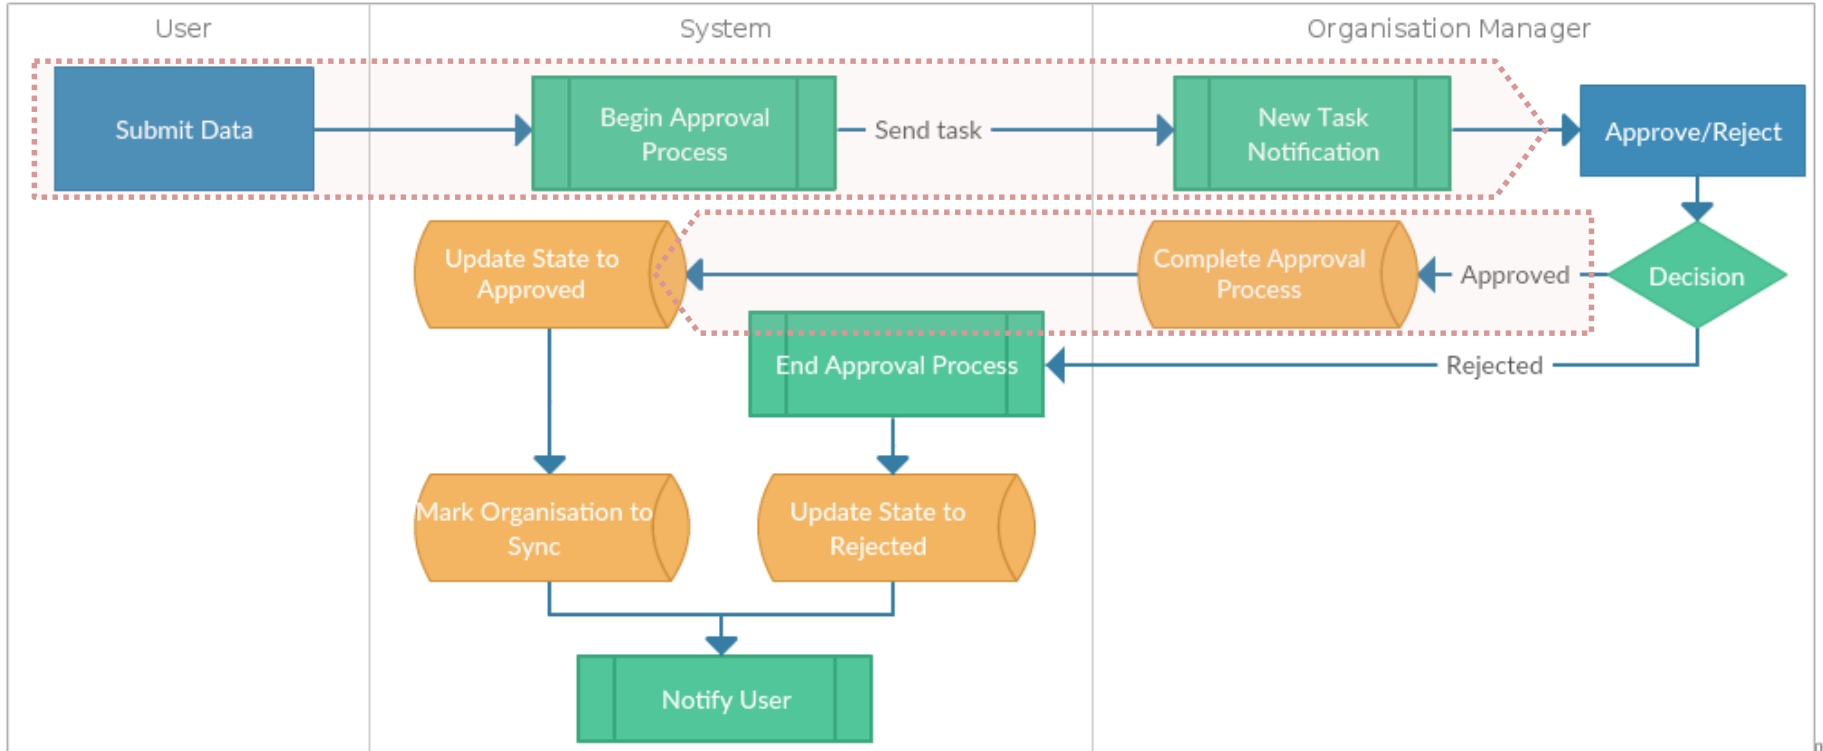 User
System
Organisation Manager
Submit Data
Begin Approval
Process
Send task
New Task
Notification
Approve/Reject
Update State to
Approved
Complete Approval
Process
Approved
Decision
End Approval Process
Rejected
Mark Organisation to
Sync
Update State to
Rejected
Notify User